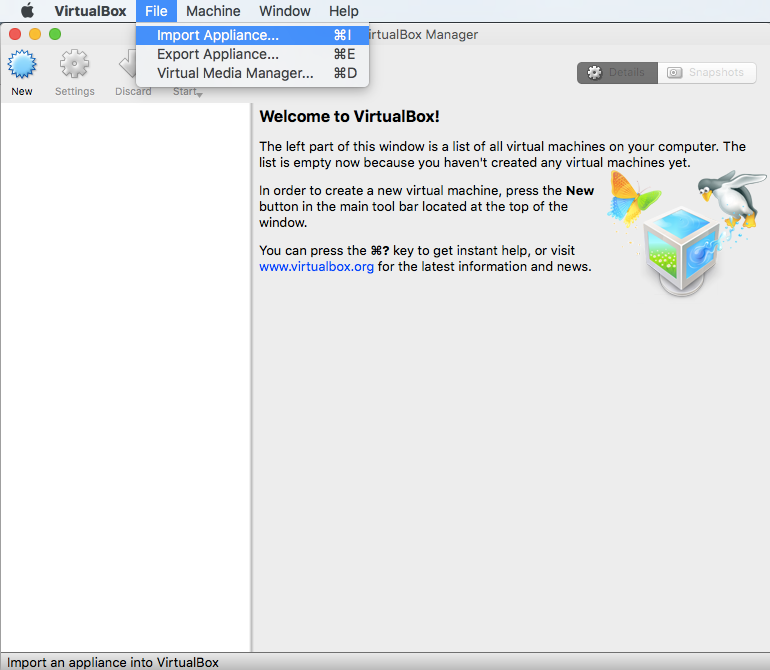 VirtualBox File Machine Window Help
Import Appliance... ⌘I
Export Appliance... ⌘E
Virtual Media Manager... ⌘D
irtualBox Manager
New Settings Discard Start
Details Snapshots
Welcome to VirtualBox!
The left part of this window is a list of all virtual machines on your computer. The
list is empty now because you haven't created any virtual machines yet.
In order to create a new virtual machine, press the New
button in the main tool bar located at the top of the
window.
You can press the ⌘? key to get instant help, or visit
www.virtualbox.org for the latest information and news.
Import an appliance into VirtualBox